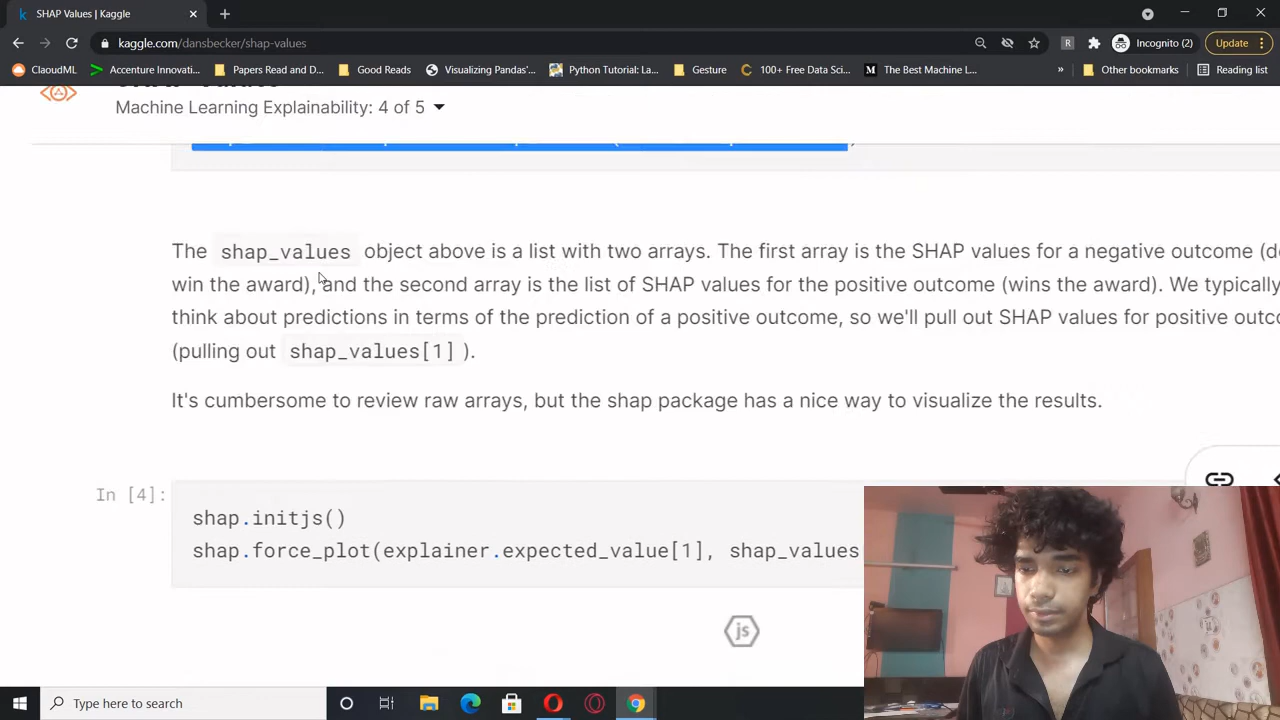 SHAP Values | Kaggle
kaggle.com/dansbecker/shap-values
Incognito (2)
Update
ClaoudML
Accenture Innovati...
Papers Read and D...
Good Reads
Visualizing Pandas'...
Python Tutorial: La...
Gesture
100+ Free Data Sci...
The Best Machine L...
»
Other bookmarks
Reading list
Machine Learning Explainability: 4 of 5
The shap_values object above is a list with two arrays. The first array is the SHAP values for a negative outcome (d
win the award), and the second array is the list of SHAP values for the positive outcome (wins the award). We typically
think about predictions in terms of the prediction of a positive outcome, so we'll pull out SHAP values for positive outc
(pulling out shap_values[1] ).
It's cumbersome to review raw arrays, but the shap package has a nice way to visualize the results.
In [4]:
shap.initjs()
shap.force_plot(explainer.expected_value[1], shap_values
js
Type here to search